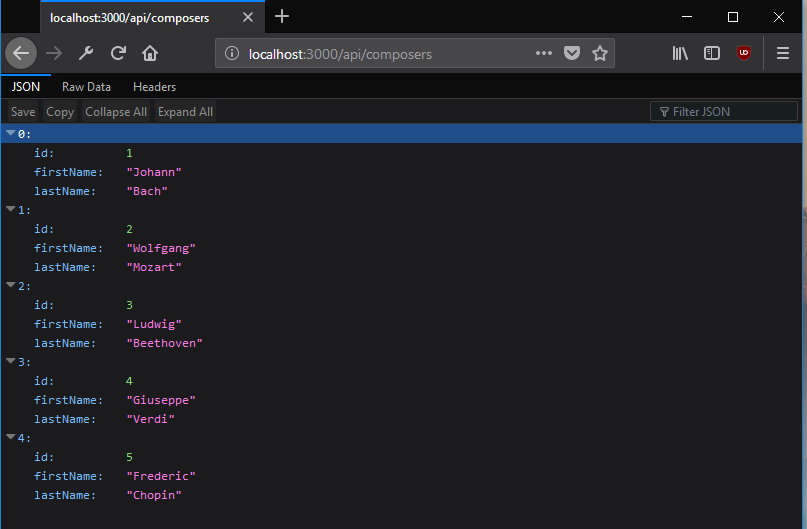 localhost:3000/api/composers
localhost:3000/api/composers
JSON Raw Data Headers
Save Copy Collapse All Expand All Filter JSON
0:
id: 1
firstName: "Johann"
lastName: "Bach"
1:
id: 2
firstName: "Wolfgang"
lastName: "Mozart"
2:
id: 3
firstName: "Ludwig"
lastName: "Beethoven"
3:
id: 4
firstName: "Giuseppe"
lastName: "Verdi"
4:
id: 5
firstName: "Frederic"
lastName: "Chopin"